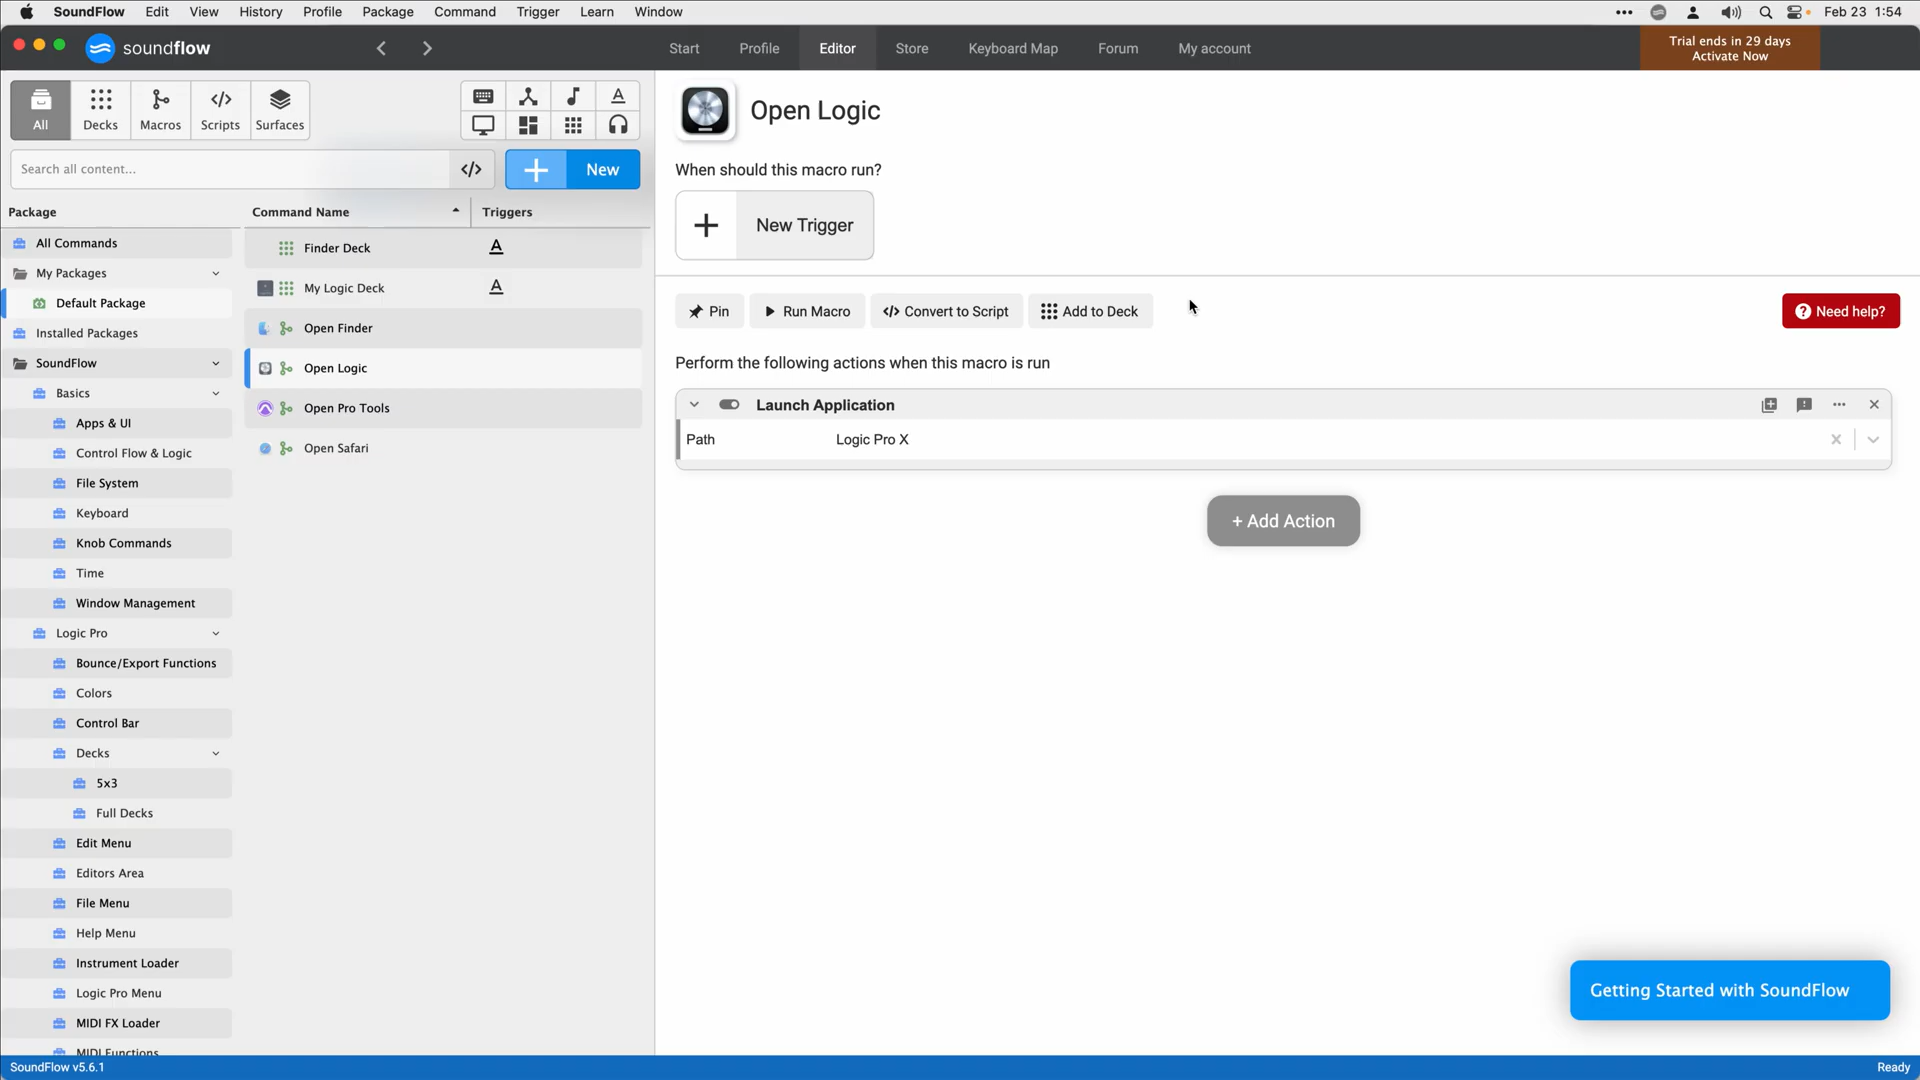 SoundFlow Edit View History Profile Package Command Trigger Learn Window Feb 23 1:54
soundflow Start Profile Editor Store Keyboard Map Forum My account
Trial ends in 29 days
Activate Now
All Decks Macros Scripts Surfaces
Search all content... New
Package
All Commands
My Packages
Default Package
Installed Packages
SoundFlow
Basics
Apps & UI
Control Flow & Logic
File System
Keyboard
Knob Commands
Time
Window Management
Logic Pro
Bounce/Export Functions
Colors
Control Bar
Decks
5x3
Full Decks
Edit Menu
Editors Area
File Menu
Help Menu
Instrument Loader
Logic Pro Menu
MIDI FX Loader
MIDI Functions
Command Name Triggers
Finder Deck
My Logic Deck
Open Finder
Open Logic
Open Pro Tools
Open Safari
Open Logic
When should this macro run?
New Trigger
Pin Run Macro Convert to Script Add to Deck Need help?
Perform the following actions when this macro is run
Launch Application
Path Logic Pro X
+ Add Action
Getting Started with SoundFlow
SoundFlow v5.6.1 Ready